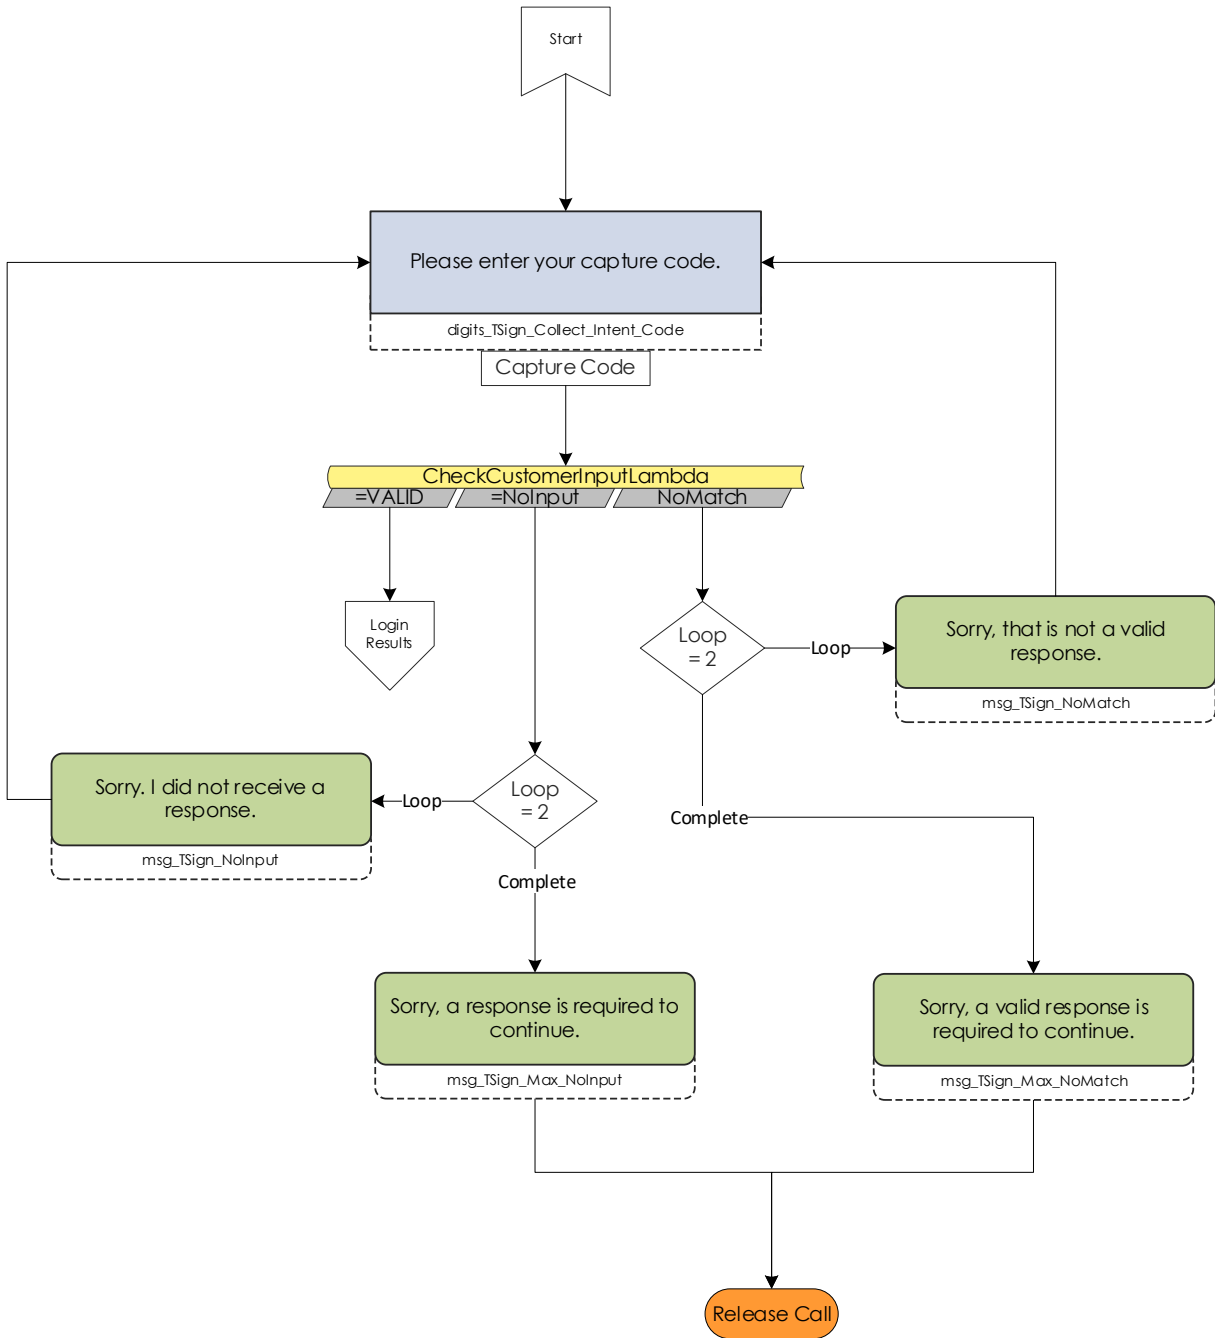 Start
Please enter your capture code.
digits_TSign_Collect_Intent_Code
Capture Code
CheckCustomerInputLambda
=VALID
=NoInput
NoMatch
Login
Results
Loop
= 2
Loop
Sorry, that is not a valid
response.
msg_TSign_NoMatch
Sorry. I did not receive a
response.
msg_TSign_NoInput
Loop
Loop
= 2
Complete
Complete
Sorry, a response is required to
continue.
msg_TSign_Max_NoInput
Sorry, a valid response is
required to continue.
msg_TSign_Max_NoMatch
Release Call